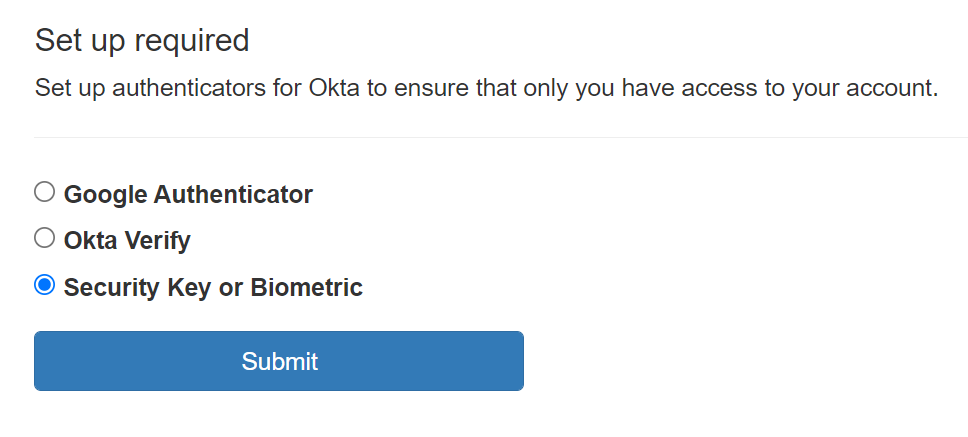 Set up required
Set up authenticators for Okta to ensure that only you have access to your account.
Google Authenticator
Okta Verify
Security Key or Biometric
Submit